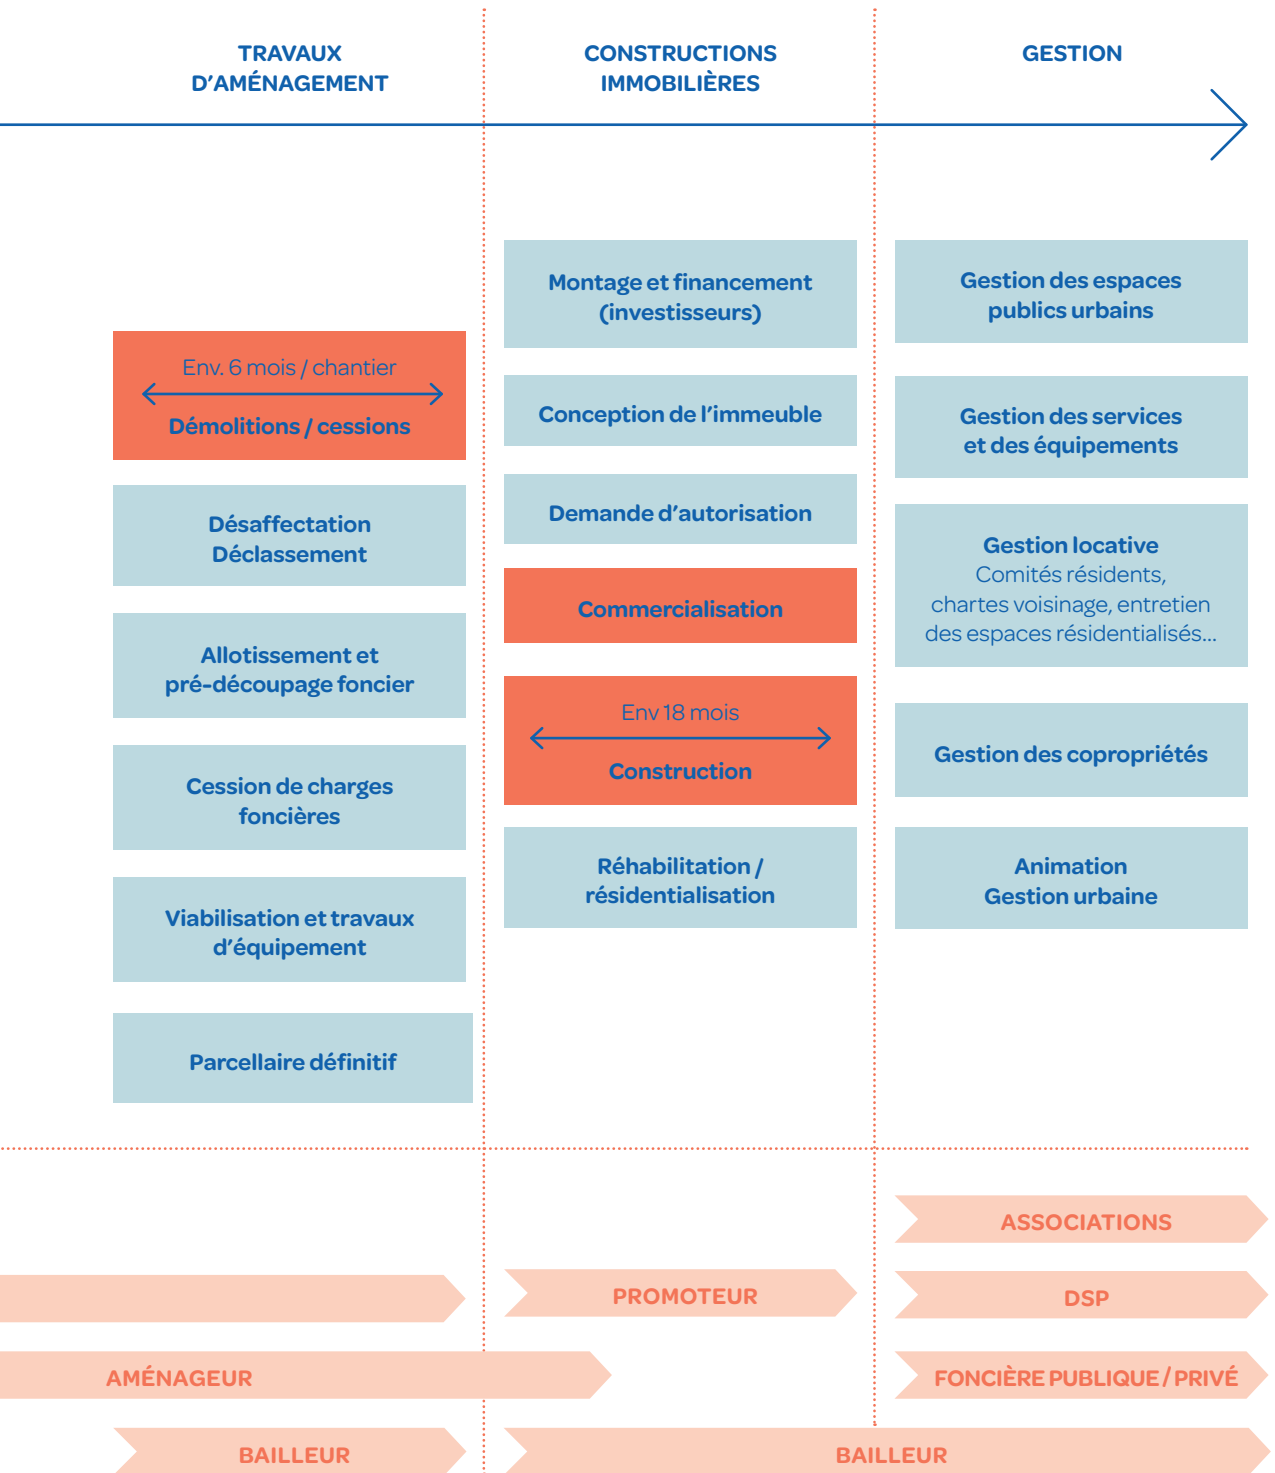 TRAVAUX
D’AMÉNAGEMENT
CONSTRUCTIONS
IMMOBILIÈRES
GESTION
Env. 6 mois / chantier
Démolitions / cessions
Désaffectation
Déclassement
Allotissement et
pré-découpage foncier
Cession de charges
foncières
Viabilisation et travaux
d’équipement
Parcellaire définitif
Montage et financement
(investisseurs)
Conception de l’immeuble
Demande d’autorisation
Commercialisation
Env 18 mois
Construction
Réhabilitation /
résidentialisation
Gestion des espaces
publics urbains
Gestion des services
et des équipements
Gestion locative
Comités résidents,
chartes voisinage, entretien
des espaces résidentialisés...
Gestion des copropriétés
Animation
Gestion urbaine
ASSOCIATIONS
PROMOTEUR
DSP
AMÉNAGEUR
FONCIÈRE PUBLIQUE / PRIVÉ
BAILLEUR
BAILLEUR